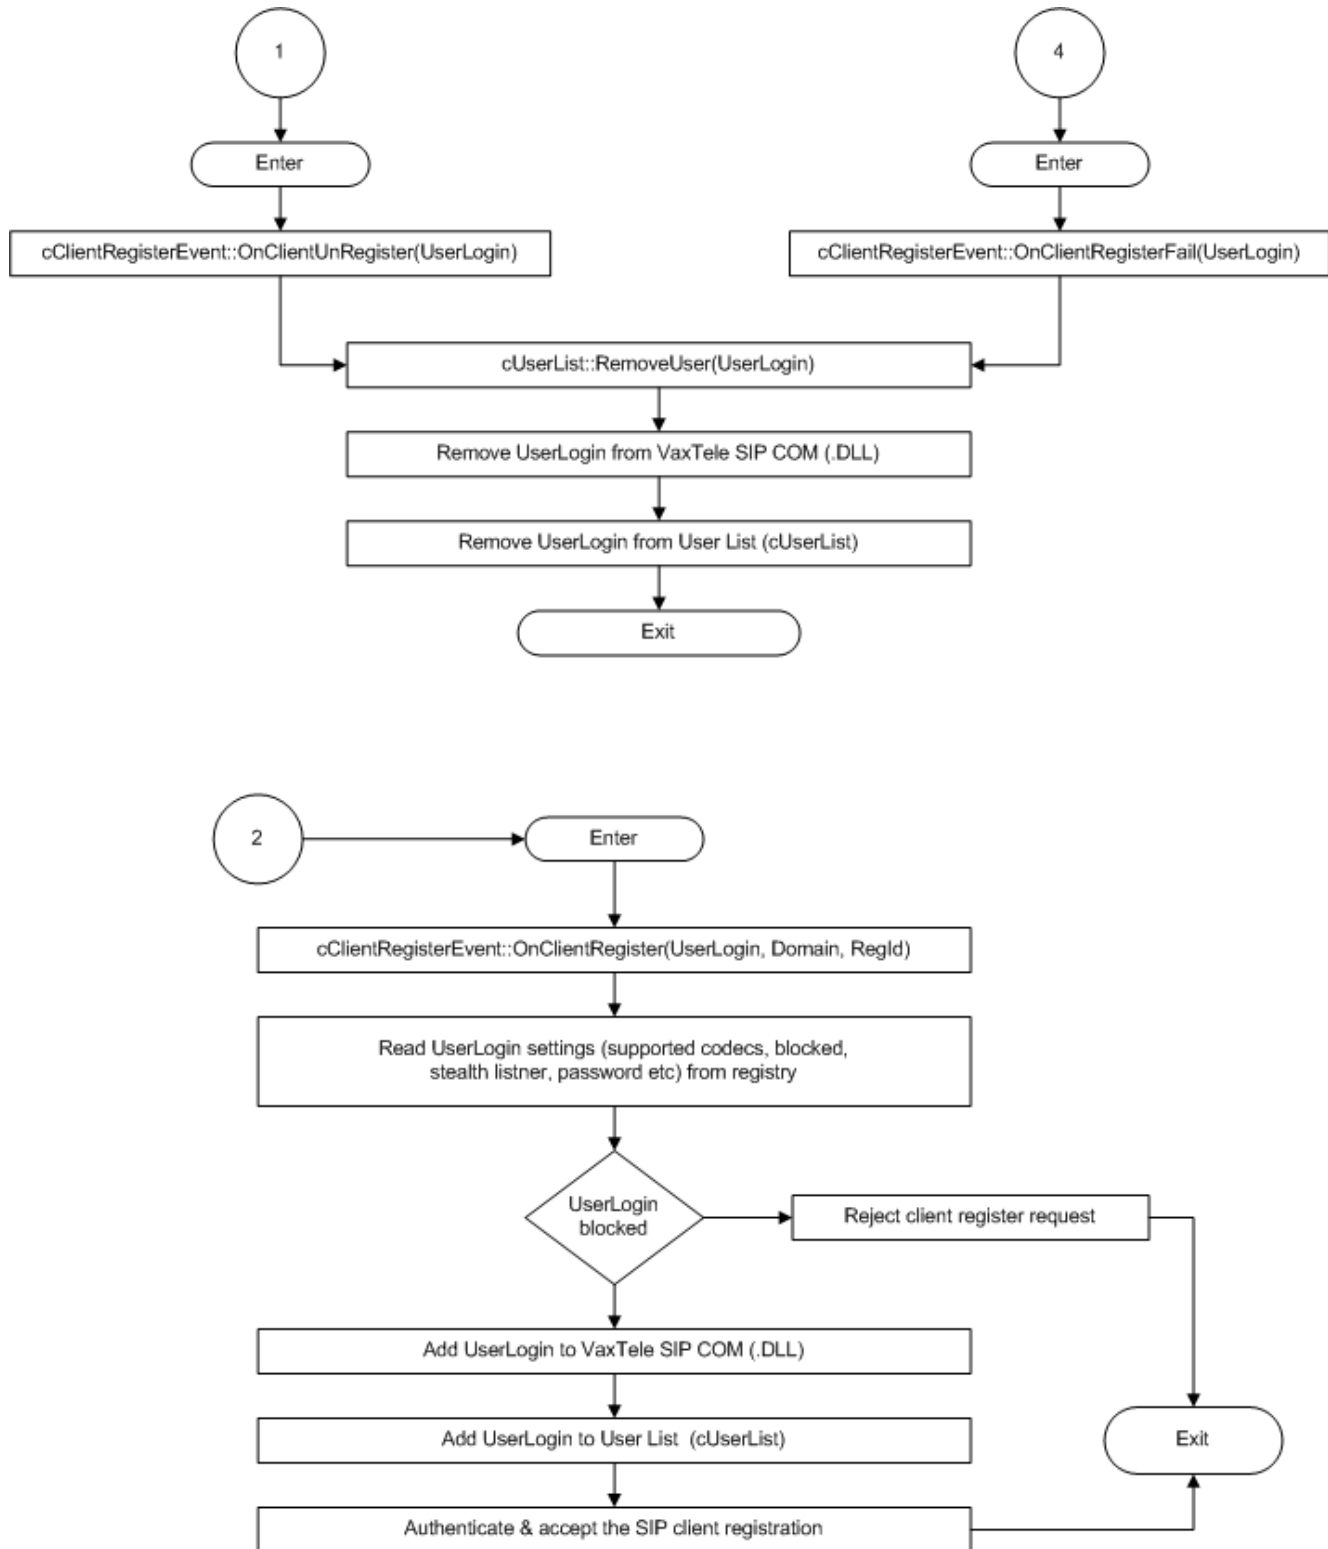 1
4
Enter
Enter
cClientRegisterEvent::OnClientUnRegister(UserLogin)
cClientRegisterEvent::OnClientRegisterFail(UserLogin)
cUserList::RemoveUser(UserLogin)
Remove UserLogin from VaxTele SIP COM (.DLL)
Remove UserLogin from User List (cUserList)
Exit
2
Enter
cClientRegisterEvent::OnClientRegister(UserLogin, Domain, RegId)
Read UserLogin settings (supported codecs, blocked,
stealth listner, password etc) from registry
UserLogin
blocked
Reject client register request
Add UserLogin to VaxTele SIP COM (.DLL)
Add UserLogin to User List (cUserList)
Exit
Authenticate & accept the SIP client registration